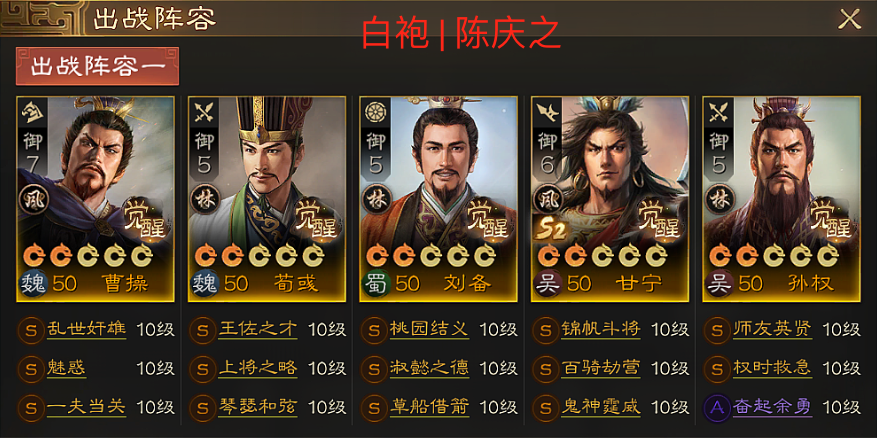 出战阵容
白袍|陈庆之
出战阵容一
御 7 风 觉醒
御 5 林 觉醒
御 5 林 觉醒
御 6 风 S2 觉醒
御 5 林 觉醒
魏 50 曹操
魏 50 荀彧
蜀 50 刘备
吴 50 甘宁
吴 50 孙权
S 乱世奸雄 10级
S 王佐之才 10级
S 桃园结义 10级
S 锦帆斗将 10级
S 师友英贤 10级
S 魅惑 10级
S 上将之略 10级
S 淑懿之德 10级
S 百骑劫营 10级
S 权时救急 10级
S 一夫当关 10级
S 琴瑟和弦 10级
S 草船借箭 10级
S 鬼神霆威 10级
A 奋起余勇 10级